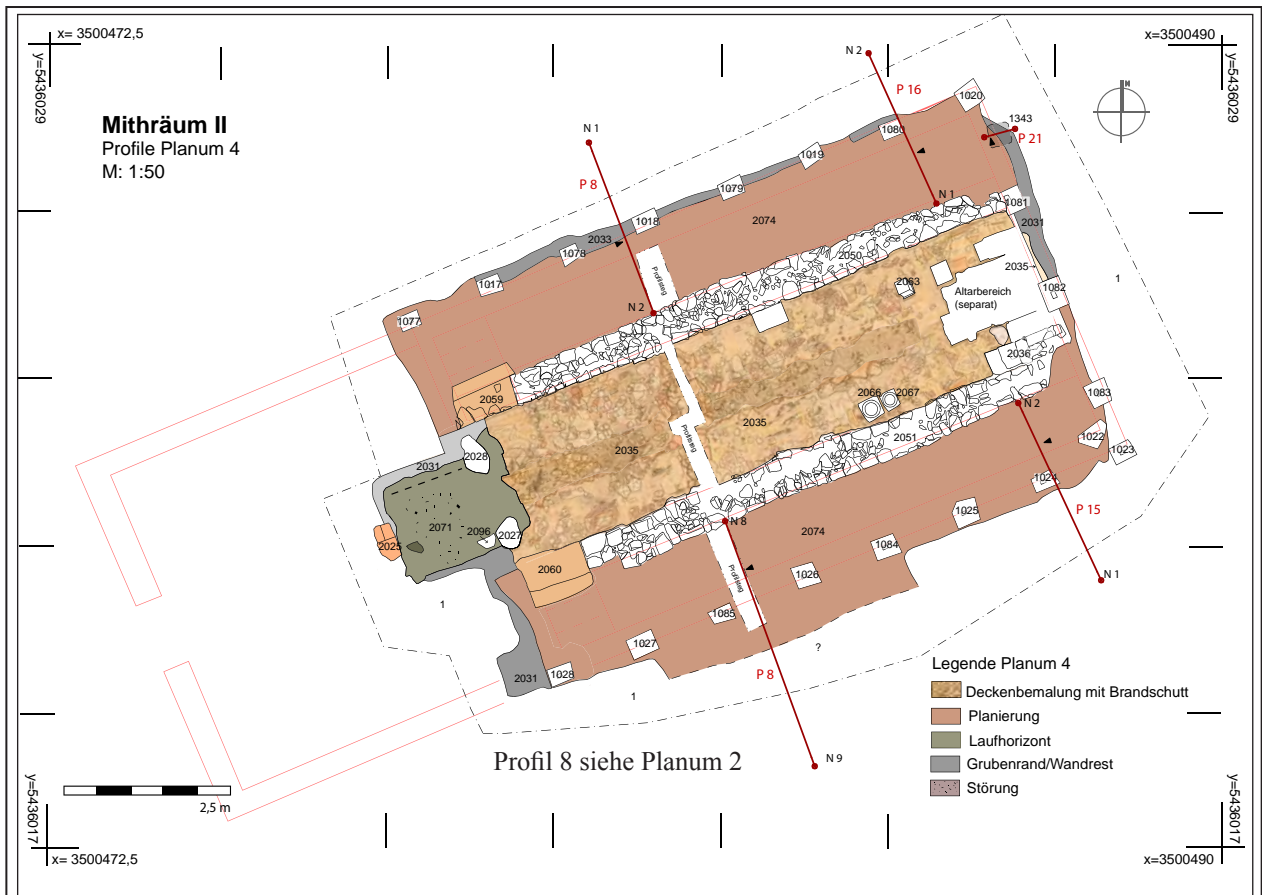 x= 3500472,5
x=3500490
y=5436029
y=5436029
Mithräum II
Profile Planum 4
M: 1:50
N 2
P 16
N
1020
1343
P 21
1080
N 1
P 8
1019
1079
N 1
1081
2031
1018
2074
2033
1078
2050
2035
Profilsteg
2063
Altarbereich
(separat)
1082
1
1017
N 2
1077
2036
2059
2066
2067
1083
N 2
2035
Profilsteg
2051
2035
1022
1023
2028
2031
1024
P 15
2071
2096
2027
N 8
2074
1025
2025
1084
2060
Profilsteg
1026
N 1
1
1085
1027
?
2031
1028
1
P 8
Profil 8 siehe Planum 2
N 9
Legende Planum 4
Deckenbemalung mit Brandschutt
Planierung
Laufhorizont
Grubenrand/Wandrest
Störung
2,5 m
y=5436017
y=5436017
x= 3500472,5
x=3500490